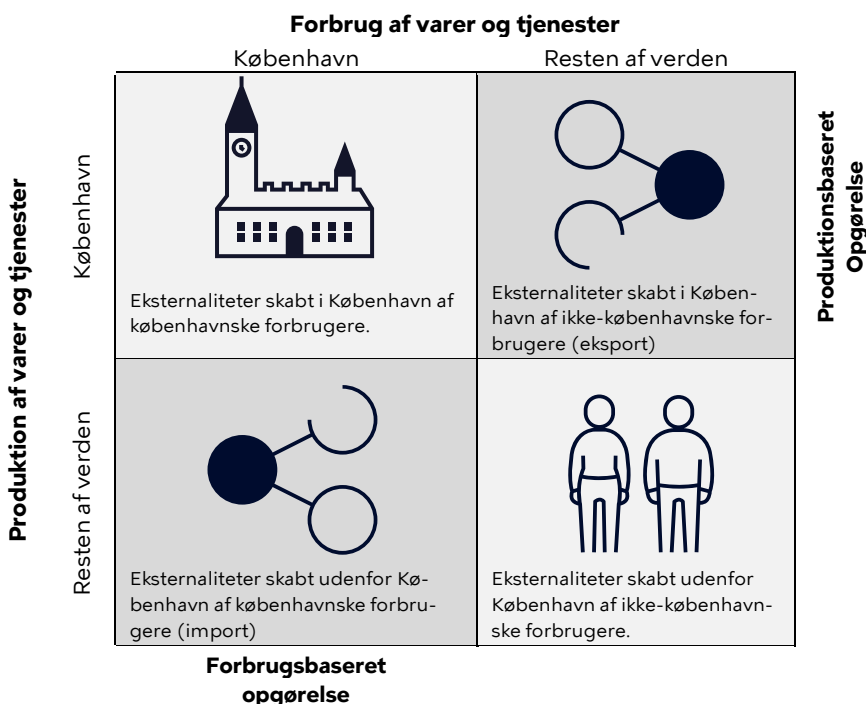 Forbrug af varer og tjenester
København
Resten af verden
Produktion af varer og tjenester
København
Eksternaliteter skabt i København af
københavnske forbrugere.
Eksternaliteter skabt i Køben-
havn af ikke-københavnske for-
brugere (eksport)
Produktionsbaseret
Opgørelse
Resten af verden
Eksternaliteter skabt udenfor Kø-
benhavn af københavnske forbru-
gere (import)
Eksternaliteter skabt udenfor
København af ikke-københavn-
ske forbrugere.
Forbrugsbaseret
opgørelse